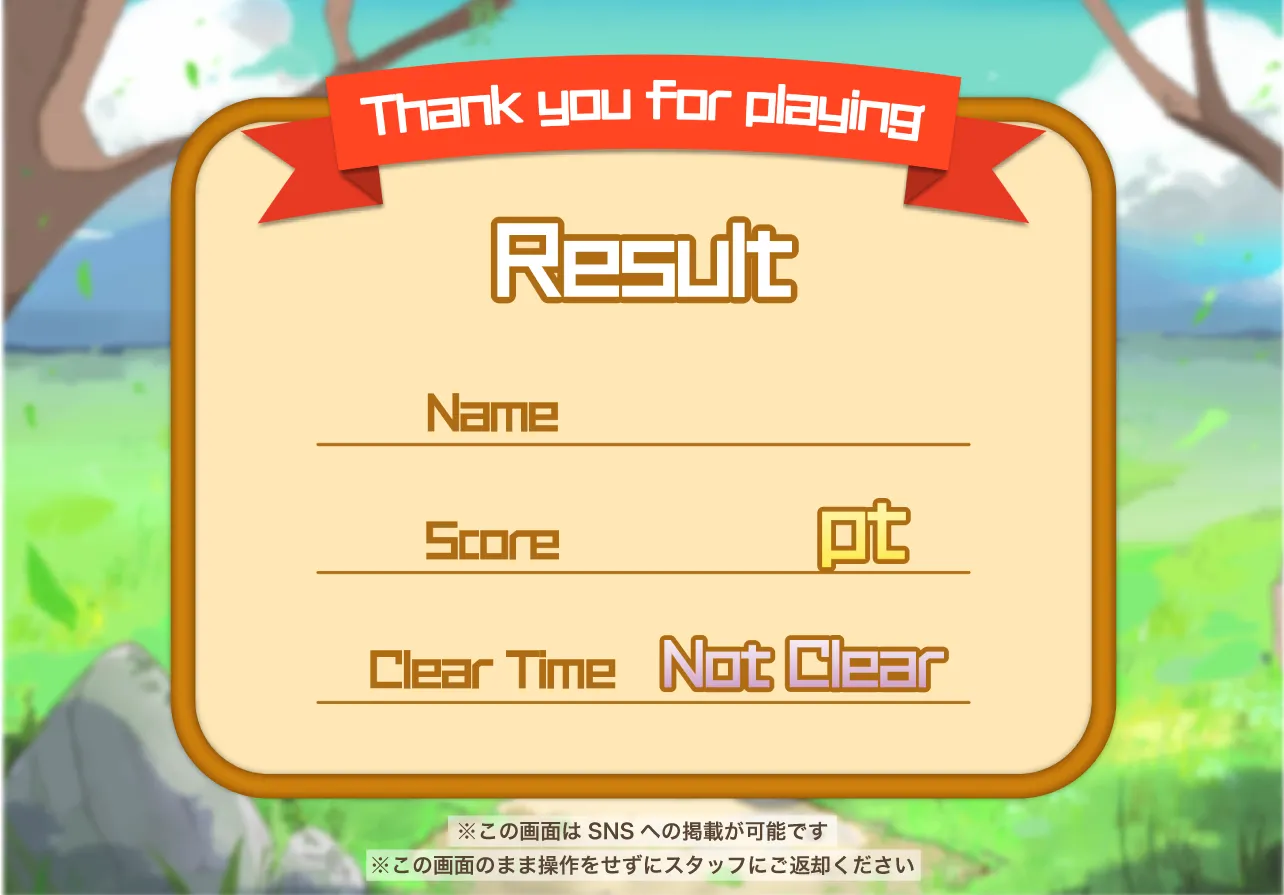 Thank you for playing
Result
Name
Score pt
Clear Time Not Clear
※この画面は SNS への掲載が可能です
※この画面のまま操作をせずにスタッフにご返却ください